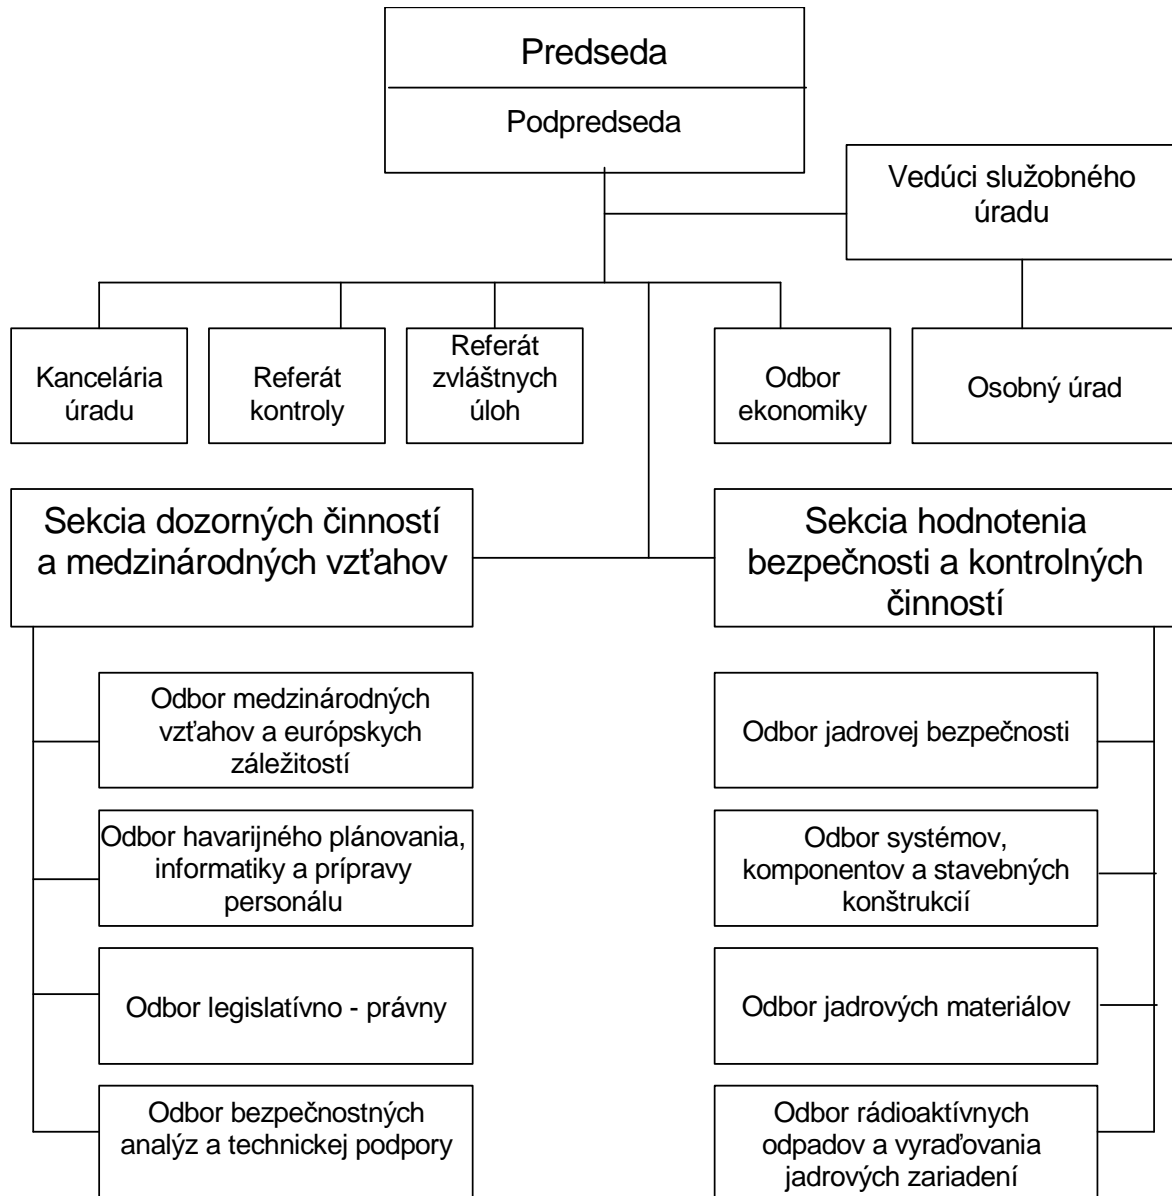 Predseda
Podpredseda
Vedúci služobného
úradu
Kancelária
úradu
Referát
kontroly
Referát
zvláštnych
úloh
Odbor
ekonomiky
Osobný úrad
Sekcia dozorných činností
a medzinárodných vzťahov
Sekcia hodnotenia
bezpečnosti a kontrolných
činností
Odbor medzinárodných
vzťahov a európskych
záležitostí
Odbor havarijného plánovania,
informatiky a prípravy
personálu
Odbor legislatívno - právny
Odbor bezpečnostných
analýz a technickej podpory
Odbor jadrovej bezpečnosti
Odbor systémov,
komponentov a stavebných
konštrukcií
Odbor jadrových materiálov
Odbor rádioaktívnych
odpadov a vyraďovania
jadrových zariadení